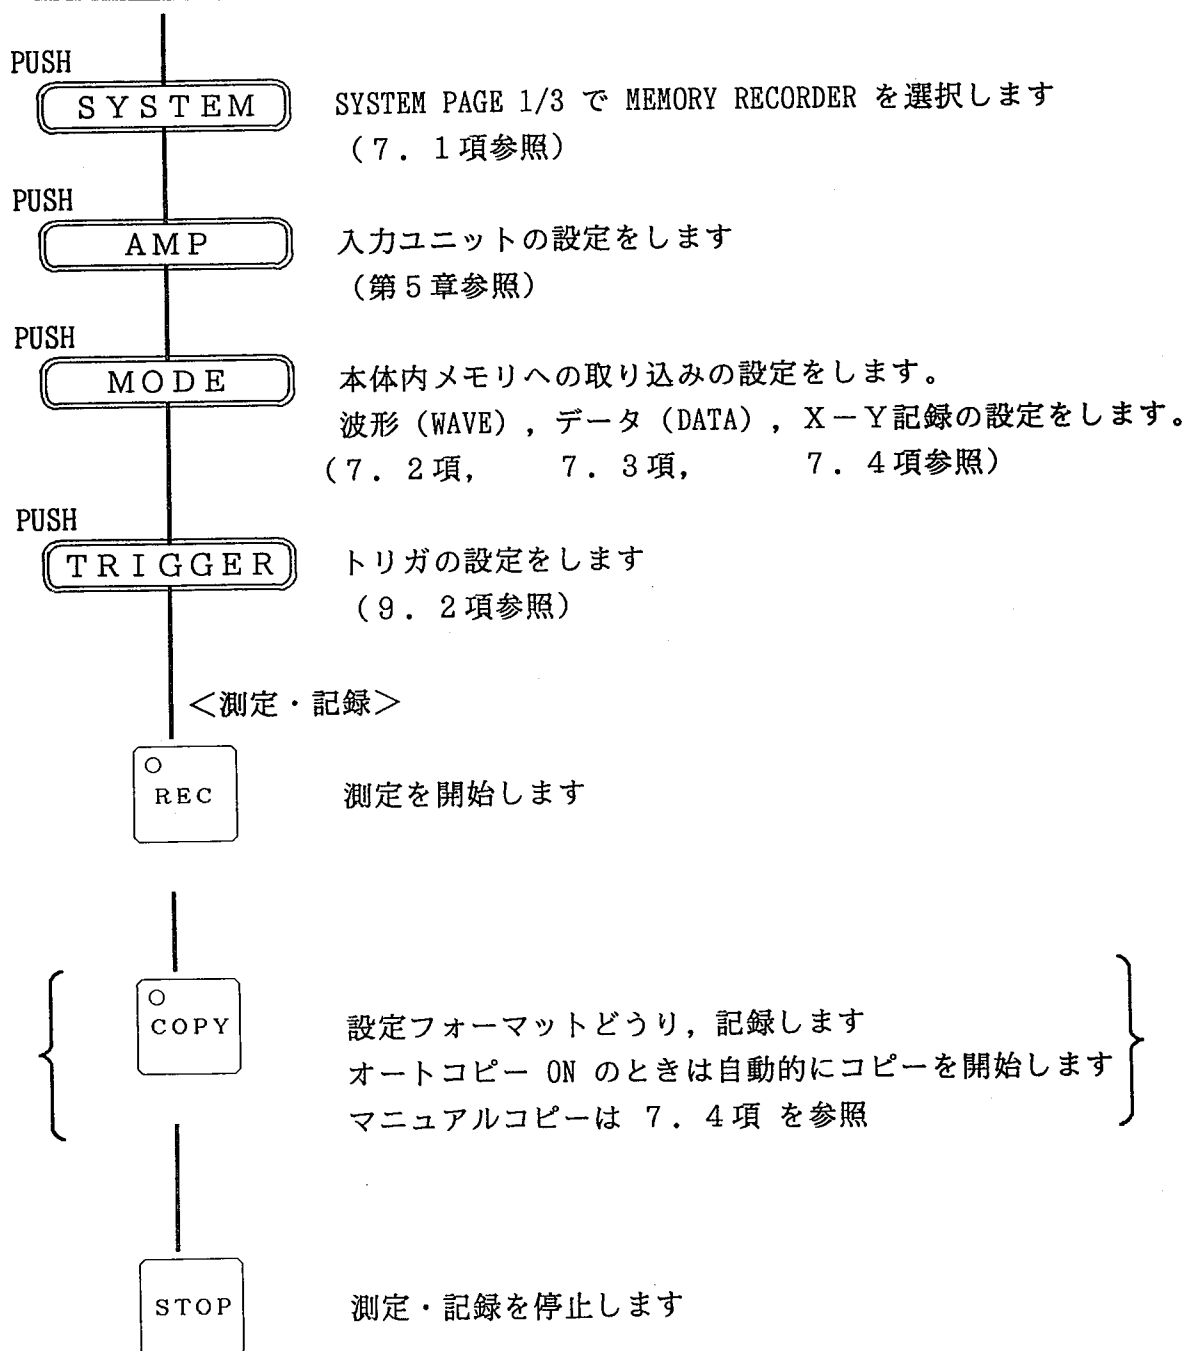 PUSH
SYSTEM
SYSTEM PAGE 1/3 で MEMORY RECORDER を選択します
(7.1項参照)
PUSH
AMP
入力ユニットの設定をします
(第5章参照)
PUSH
MODE
本体内メモリへの取り込みの設定をします。
波形 (WAVE) , データ (DATA) , X-Y記録の設定をします。
(7.2項, 7.3項, 7.4項参照)
PUSH
TRIGGER
トリガの設定をします
(9.2項参照)
<測定・記録>
REC
測定を開始します
COPY
設定フォーマットどうり, 記録します
オートコピー ON のときは自動的にコピーを開始します
マニュアルコピーは 7.4項 を参照
STOP
測定・記録を停止します